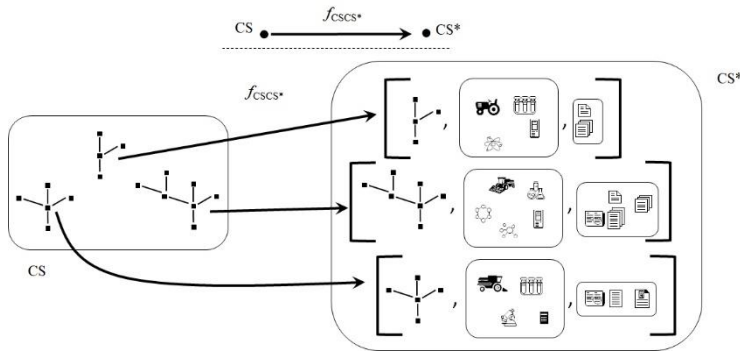 CS f_CSCS* CS*
f_CSCS* CS*
, ,
, ,
CS
, ,